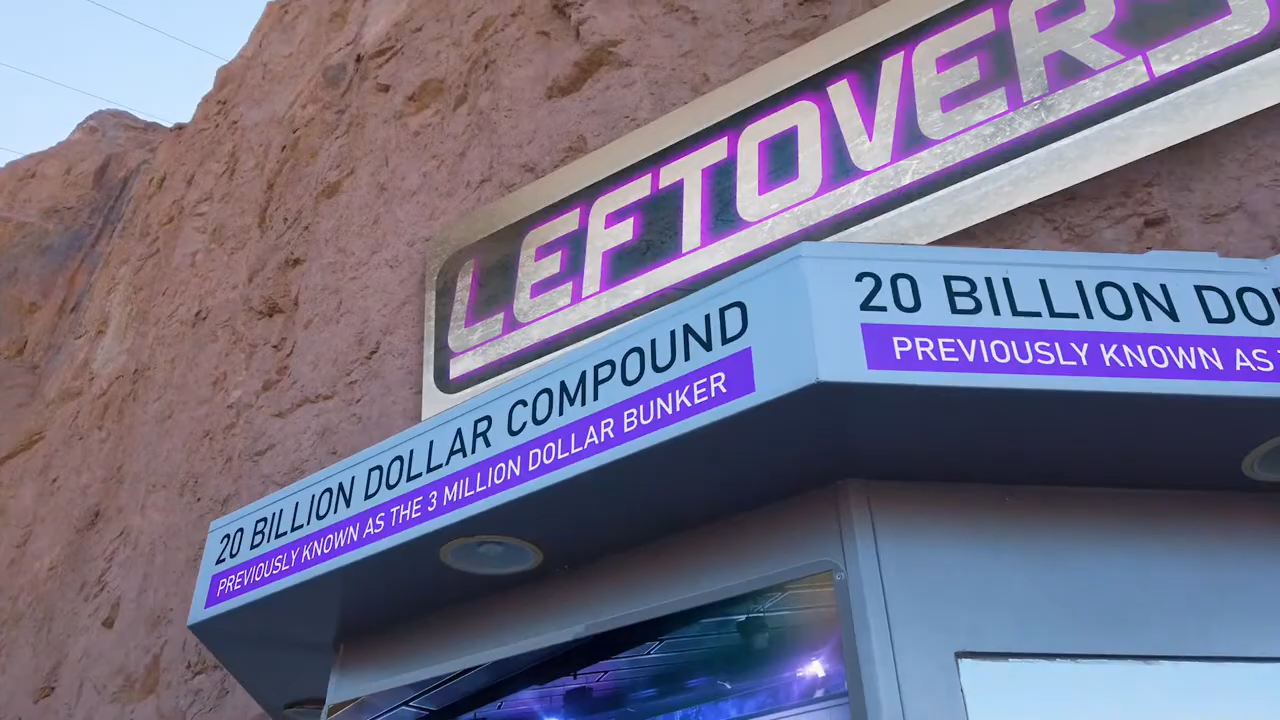 LEFTOVERS
20 BILLION DOLLAR COMPOUND
PREVIOUSLY KNOWN AS THE 3 MILLION DOLLAR BUNKER
20 BILLION
PREVIOUSLY KNOWN AS